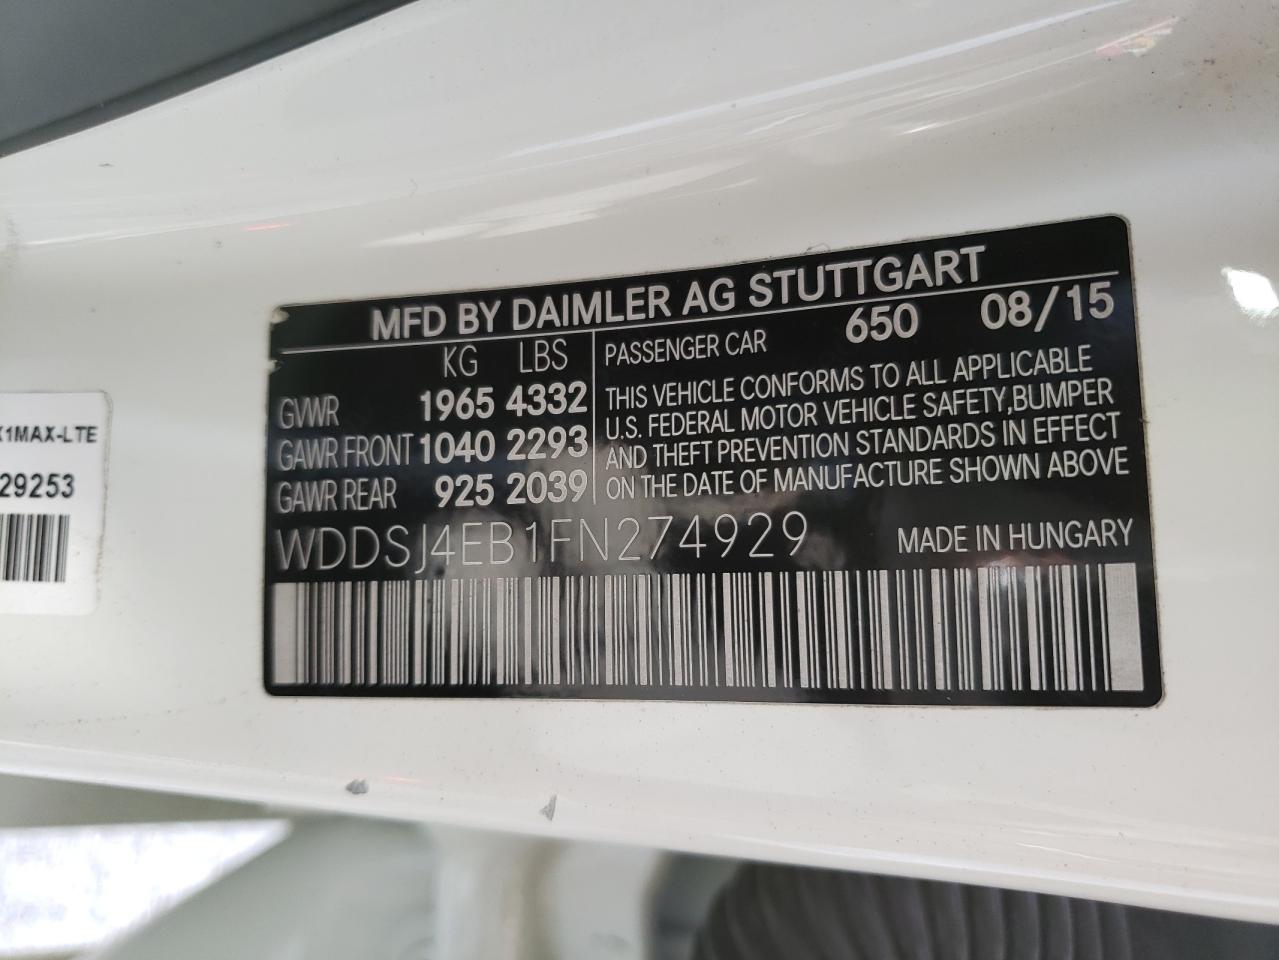 MFD BY DAIMLER AG STUTTGART
KG LBS
GVWR 1965 4332
GAWR FRONT 1040 2293
GAWR REAR 925 2039
PASSENGER CAR 650 08/15
THIS VEHICLE CONFORMS TO ALL APPLICABLE
U.S. FEDERAL MOTOR VEHICLE SAFETY,BUMPER
AND THEFT PREVENTION STANDARDS IN EFFECT
ON THE DATE OF MANUFACTURE SHOWN ABOVE
WDDSJ4EB1FN274929 MADE IN HUNGARY
X1MAX-LTE
29253